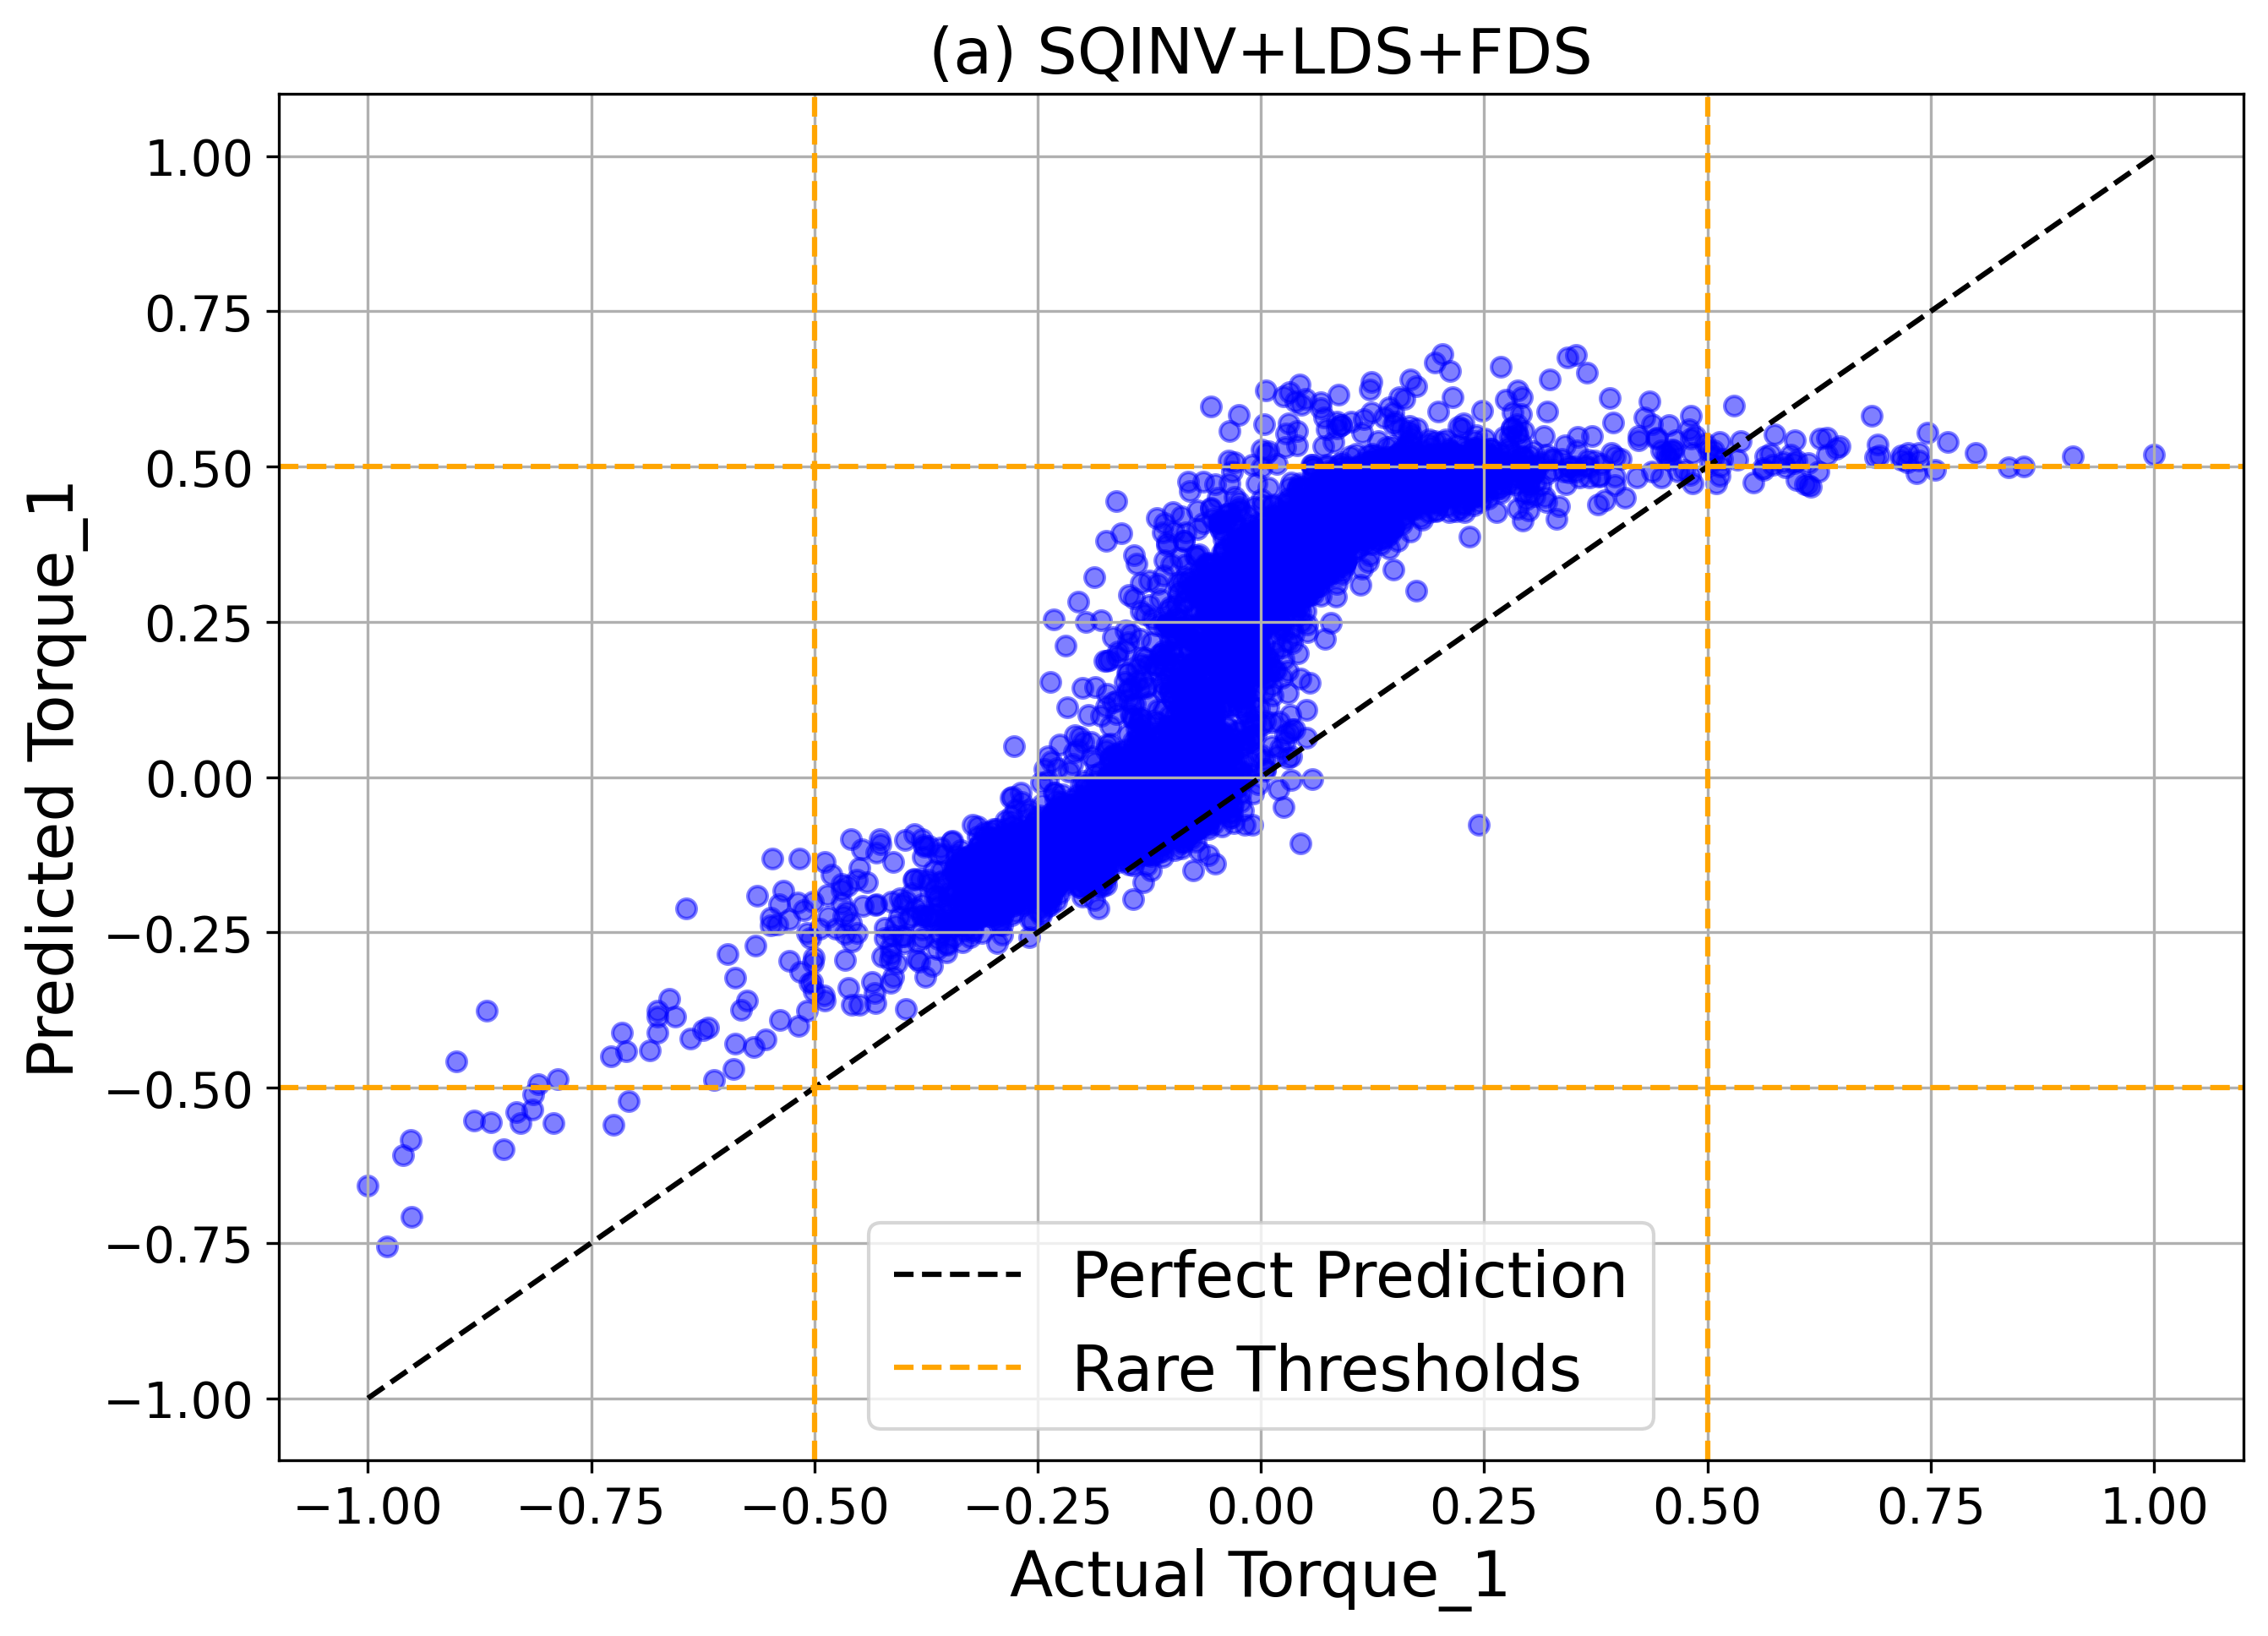 (a) SQINV+LDS+FDS
Predicted Torque_1
1.00
0.75
0.50
0.25
0.00
−0.25
−0.50
−0.75
−1.00
Perfect Prediction
Rare Thresholds
−1.00 −0.75 −0.50 −0.25 0.00 0.25 0.50 0.75 1.00
Actual Torque_1